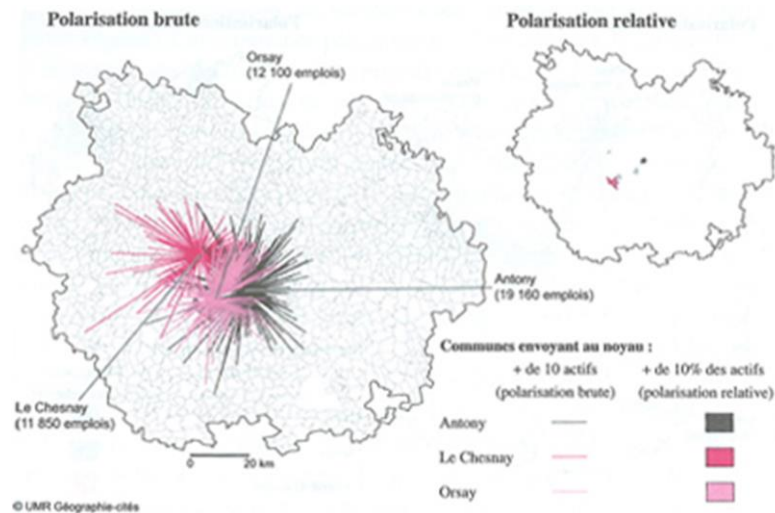 Polarisation brute
Polarisation relative
Orsay
(12 100 emplois)
Antony
(19 160 emplois)
Le Chesnay
(11 850 emplois)
0 20 km
Communes envoyant au noyau :
+ de 10 actifs + de 10% des actifs
(polarisation brute) (polarisation relative)
Antony
Le Chesnay
Orsay
© UMR Géographie-cités